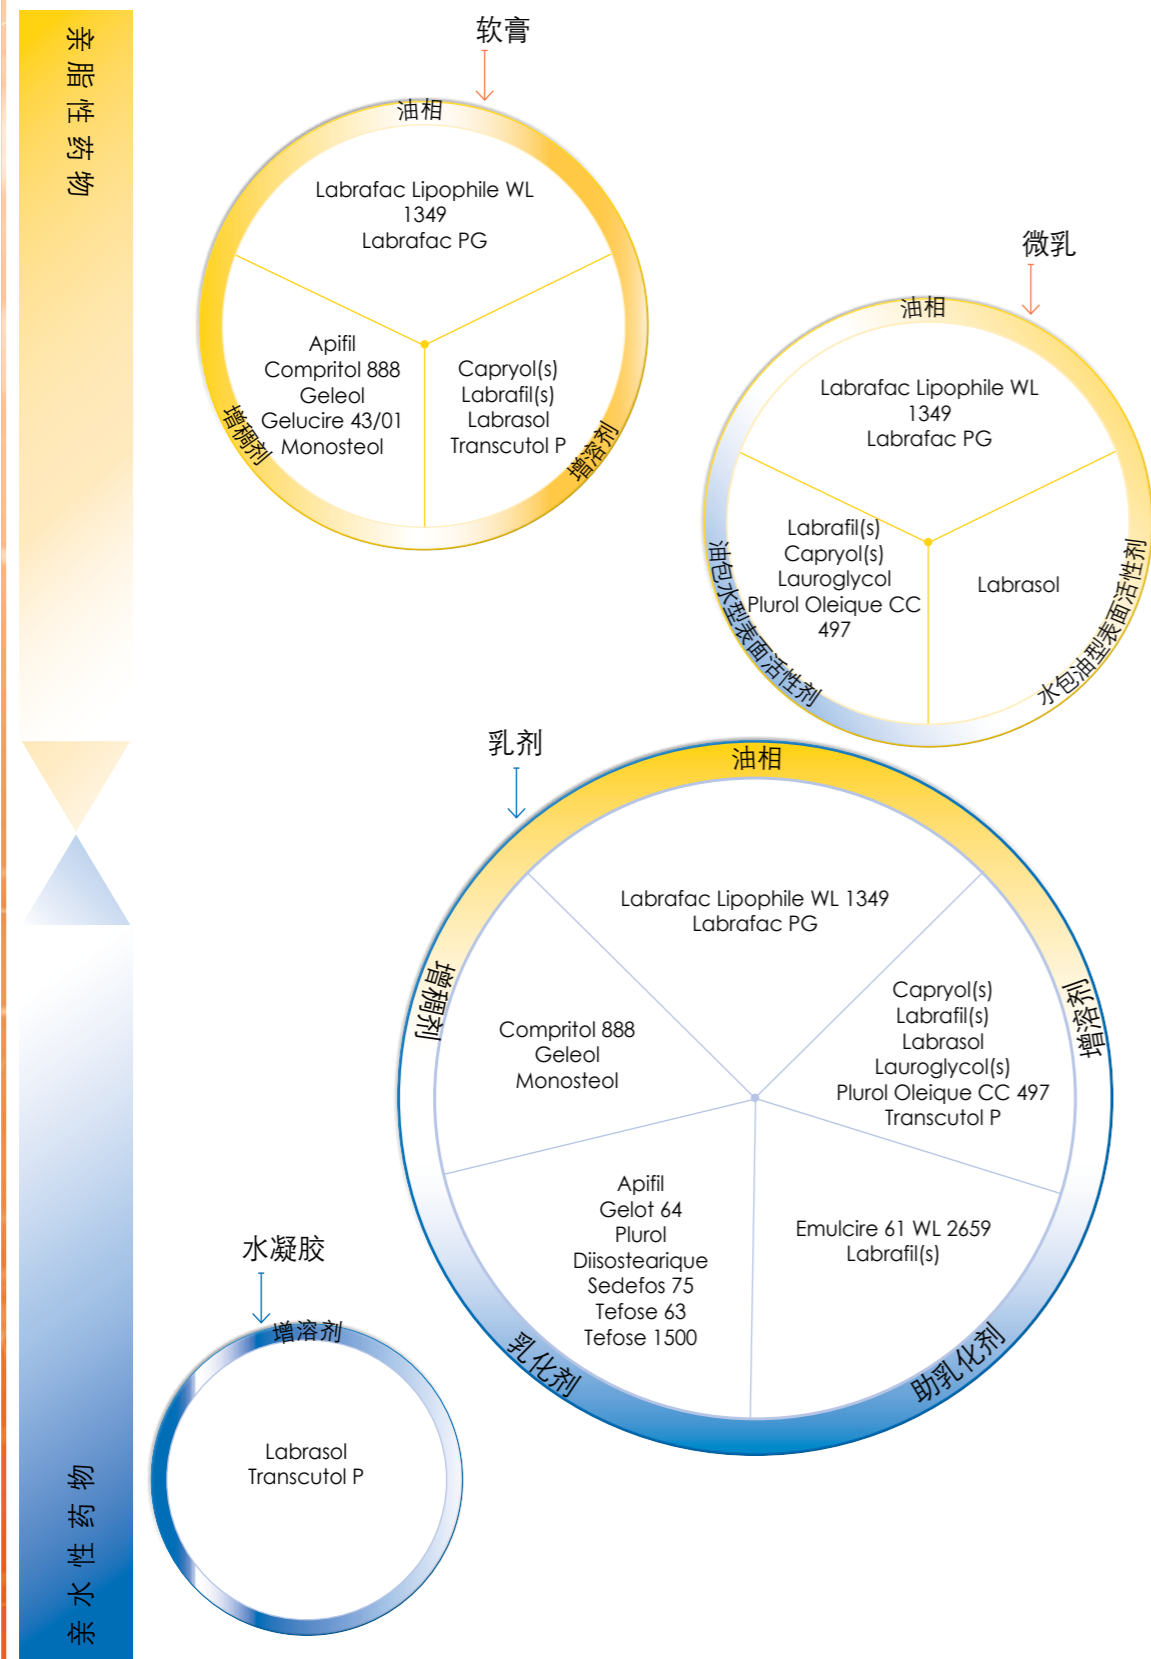 亲脂性药物
软膏
油相
Labrafac Lipophile WL
1349
Labrafac PG
Apifil
Compritol 888
Geleol
Gelucire 43/01
Monosteol
增稠剂
Capryol(s)
Labrafil(s)
Labrasol
Transcutol P
增溶剂
微乳
油相
Labrafac Lipophile WL
1349
Labrafac PG
Labrafil(s)
Capryol(s)
Lauroglycol
Plurol Oleique CC
497
油包水型表面活性剂
Labrasol
水包油型表面活性剂
乳剂
油相
Labrafac Lipophile WL 1349
Labrafac PG
增稠剂
Compritol 888
Geleol
Monosteol
Capryol(s)
Labrafil(s)
Labrasol
Lauroglycol(s)
Plurol Oleique CC 497
Transcutol P
增溶剂
Apifil
Gelot 64
Plurol
Diisostearique
Sedefos 75
Tefose 63
Tefose 1500
乳化剂
Emulcire 61 WL 2659
Labrafil(s)
助乳化剂
水凝胶
增溶剂
Labrasol
Transcutol P
亲水性药物